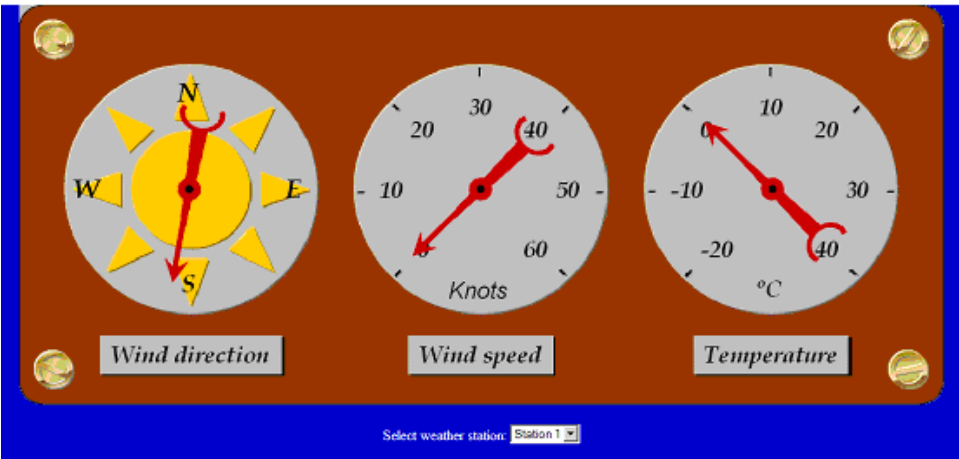 N
W
E
S
Wind direction
30
20
40
10
50
0
60
Knots
Wind speed
10
0
20
-10
30
-20
40
°C
Temperature
Select weather station: Station 1